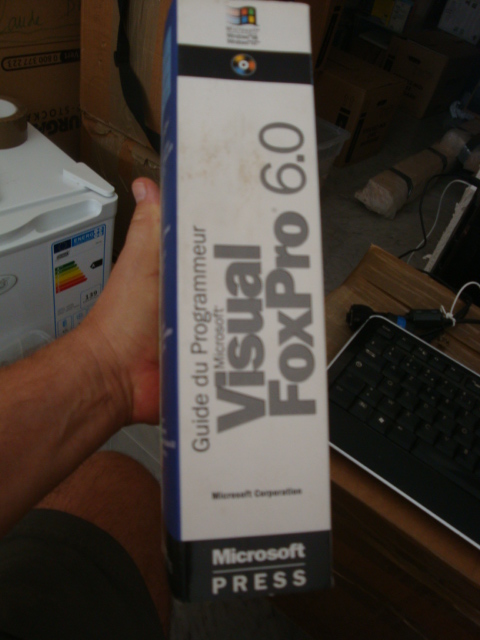 Guide du Programmeur
Microsoft
Visual
FoxPro 6.0
Microsoft Corporation
Microsoft
PRESS